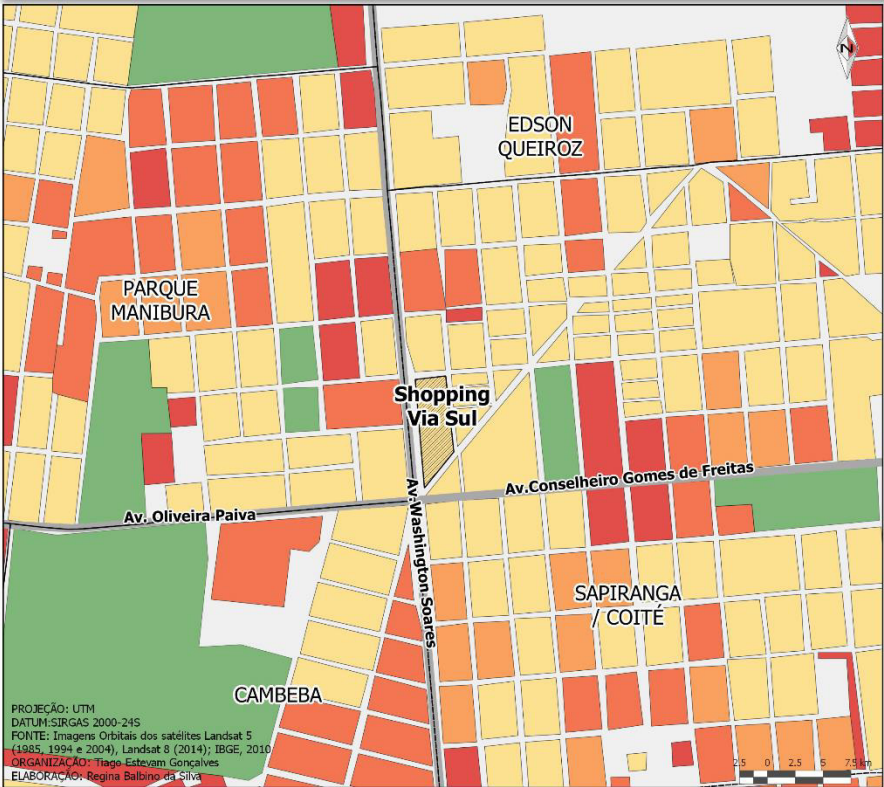 N
EDSON
QUEIROZ
PARQUE
MANIBURA
Shopping
Via Sul
Av.Conselheiro Gomes de Freitas
Av. Oliveira Paiva
Av.Washington Soares
SAPIRANGA
/ COITÉ
CAMBEBA
PROJEÇÃO: UTM
DATUM:SIRGAS 2000-24S
FONTE: Imagens Orbitais dos satélites Landsat 5
(1985, 1994 e 2004), Landsat 8 (2014); IBGE, 2010
ORGANIZAÇÃO: Tiago Estevam Gonçalves
ELABORAÇÃO: Regina Balbino da Silva
2.5 0 2.5 5 7.5 km